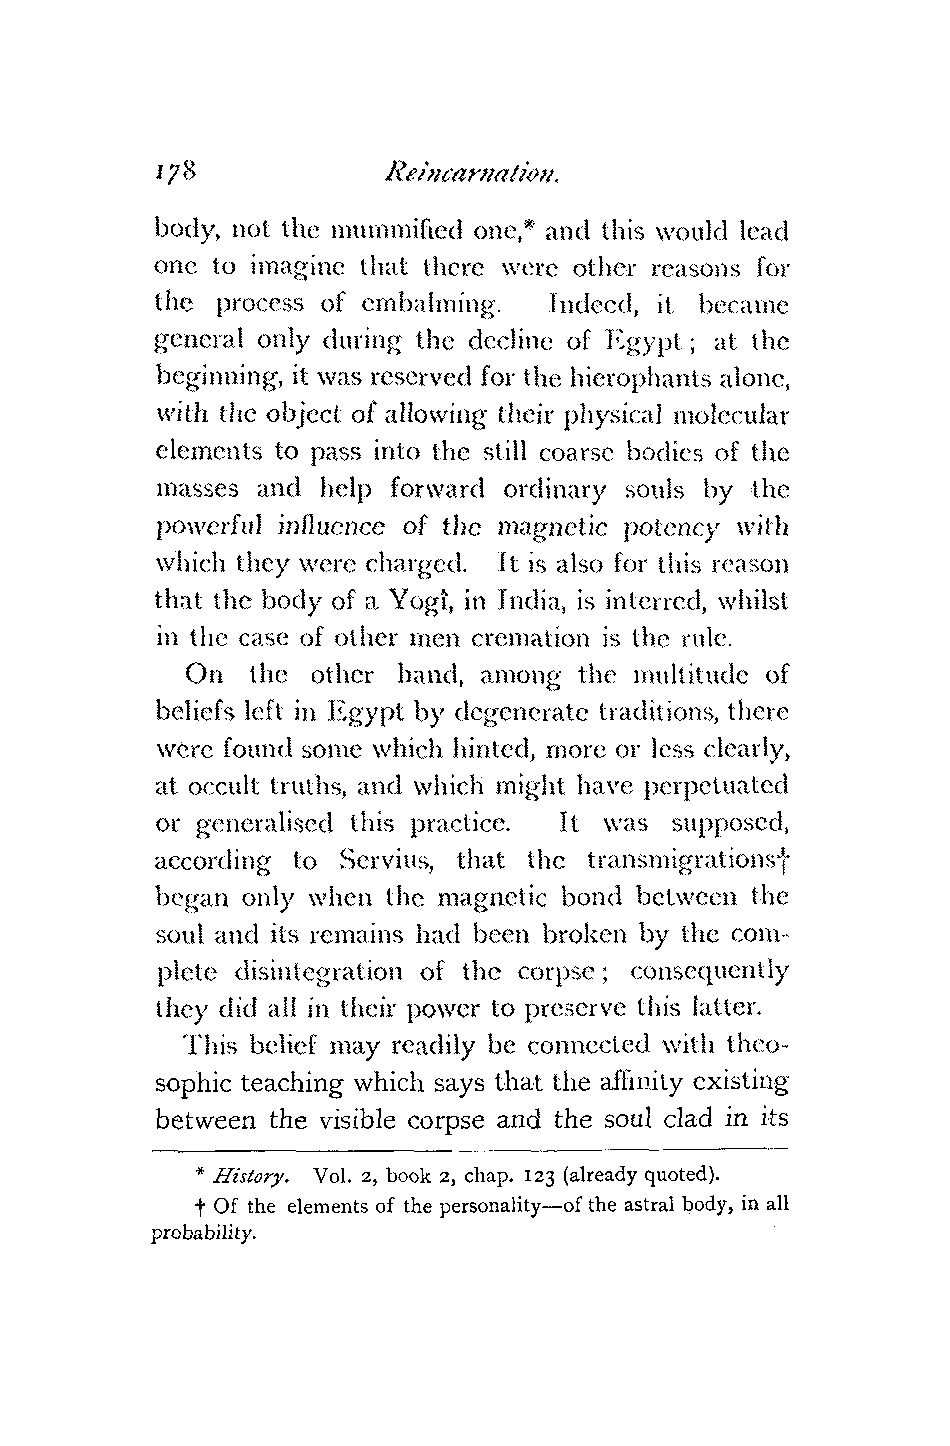 178 Reincarnation.
body, not the mummified one,* and this would lead
one to imagine that there were other reasons for
the process of embalming. Indeed, it became
general only during the decline of Egypt; at the
beginning, it was reserved for the hierophants alone,
with the object of allowing their physical molecular
elements to pass into the still coarse bodies of the
masses and help forward ordinary souls by the
powerful influence of the magnetic potency with
which they were charged. It is also for this reason
that the body of a Yogî, in India, is interred, whilst
in the case of other men cremation is the rule.
On the other hand, among the multitude of
beliefs left in Egypt by degenerate traditions, there
were found some which hinted, more or less clearly,
at occult truths, and which might have perpetuated
or generalised this practice. It was supposed,
according to Servius, that the transmigrations†
began only when the magnetic bond between the
soul and its remains had been broken by the com-
plete disintegration of the corpse; consequently
they did all in their power to preserve this latter.
This belief may readily be connected with theo-
sophic teaching which says that the affinity existing
between the visible corpse and the soul clad in its
* History. Vol. 2, book 2, chap. 123 (already quoted).
† Of the elements of the personality—of the astral body, in all
probability.